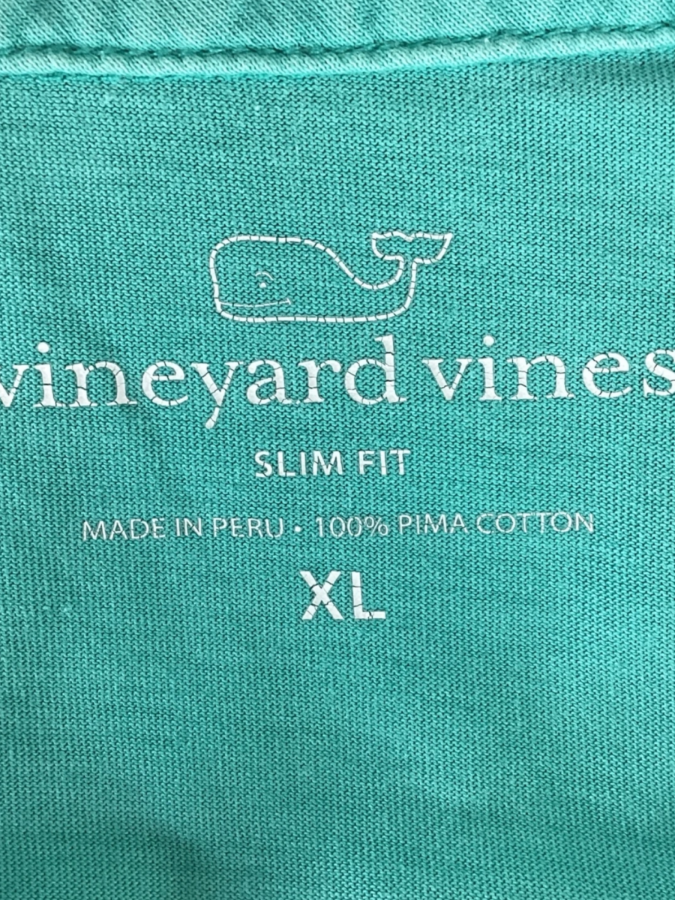 vineyard vines
SLIM FIT
MADE IN PERU • 100% PIMA COTTON
XL